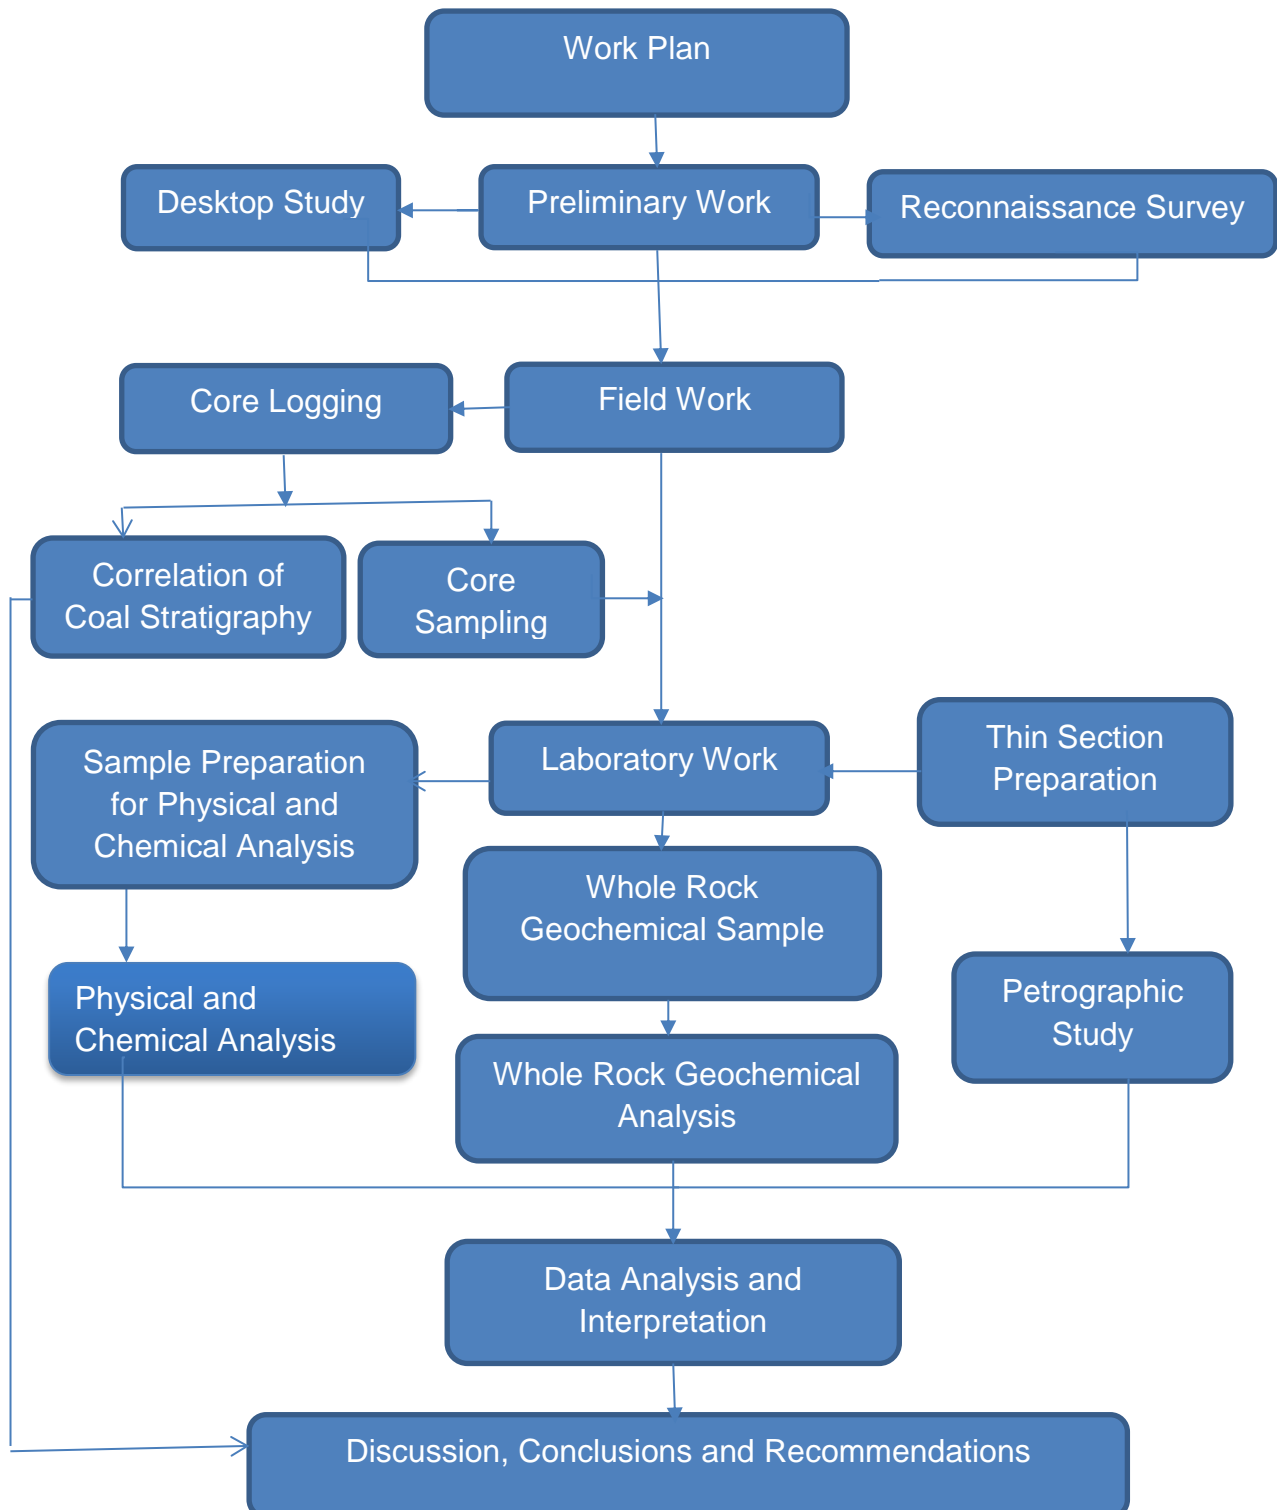 Work Plan
Desktop Study
Preliminary Work
Reconnaissance Survey
Core Logging
Field Work
Correlation of
Coal Stratigraphy
Core
Sampling
Sample Preparation
for Physical and
Chemical Analysis
Laboratory Work
Thin Section
Preparation
Whole Rock
Geochemical Sample
Physical and
Chemical Analysis
Petrographic
Study
Whole Rock Geochemical
Analysis
Data Analysis and
Interpretation
Discussion, Conclusions and Recommendations